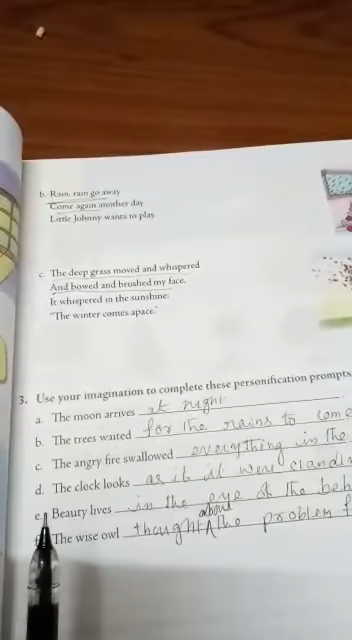 b. Rain, rain go away
Come again another day
Little Johnny wants to play.
c. The deep grass moved and whispered
And bowed and brushed my face.
It whispered in the sunshine:
"The winter comes apace."
3. Use your imagination to complete these personification prompts
a. The moon arrives at night
b. The trees waited for the rains to come
c. The angry fire swallowed everything in the
d. The clock looks as if it were
e. Beauty lives in the eye of the beh
about
The wise owl thought ^ the problem f